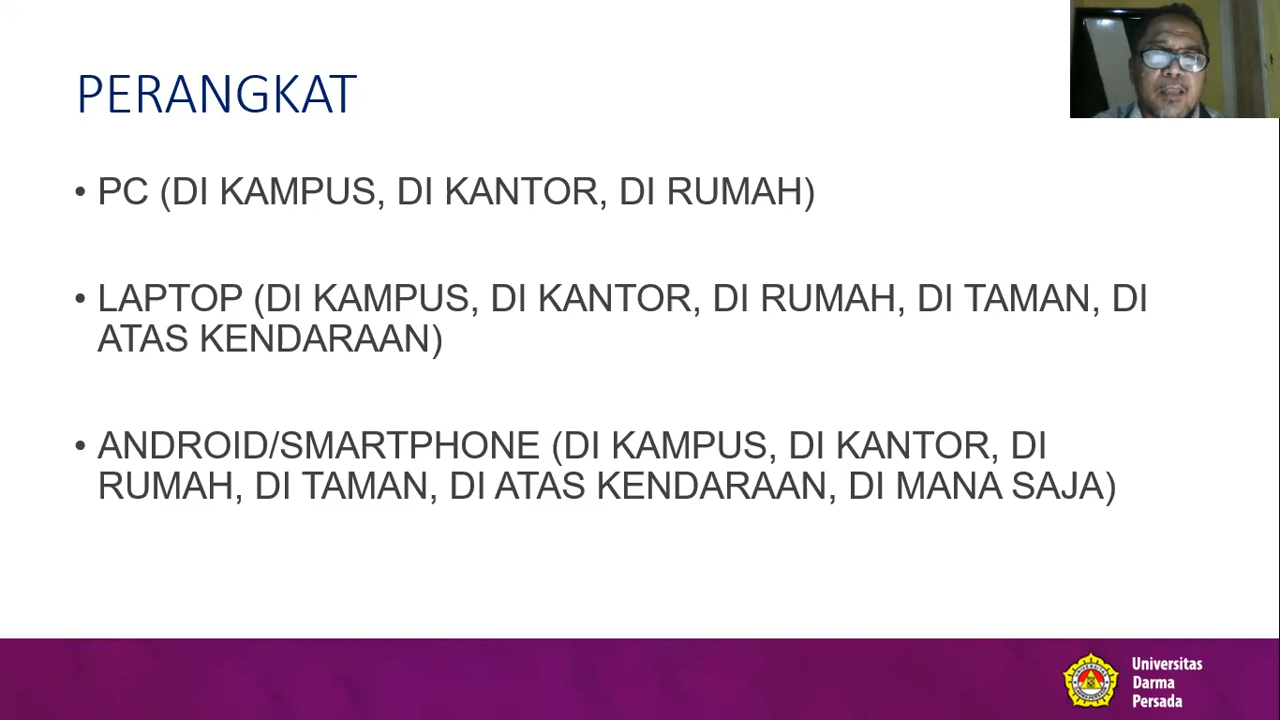 PERANGKAT
• PC (DI KAMPUS, DI KANTOR, DI RUMAH)
• LAPTOP (DI KAMPUS, DI KANTOR, DI RUMAH, DI TAMAN, DI
ATAS KENDARAAN)
• ANDROID/SMARTPHONE (DI KAMPUS, DI KANTOR, DI
RUMAH, DI TAMAN, DI ATAS KENDARAAN, DI MANA SAJA)
Universitas
Darma
Persada